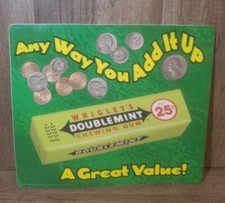 Any Way You Add It Up
WRIGLEY'S
DOUBLEMINT
CHEWING GUM
25¢
DOUBLEMINT
A Great Value!